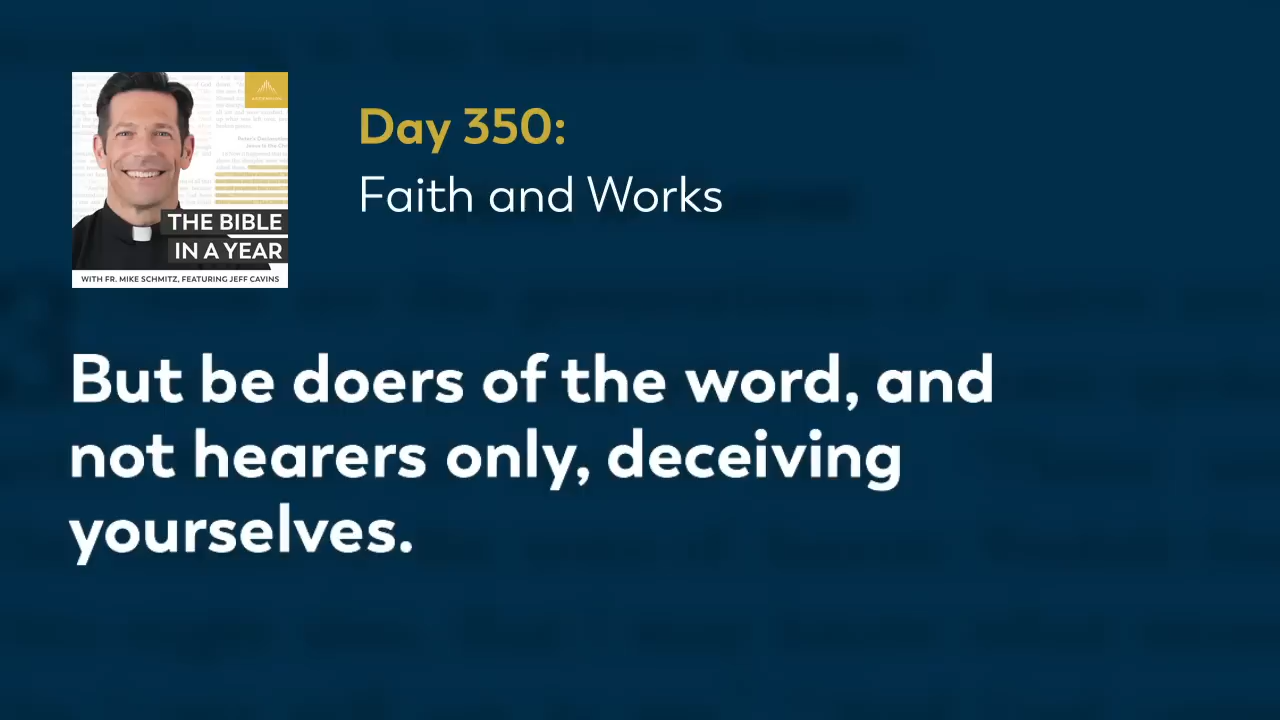 Day 350:
Faith and Works
THE BIBLE
IN A YEAR
WITH FR. MIKE SCHMITZ, FEATURING JEFF CAVINS
But be doers of the word, and
not hearers only, deceiving
yourselves.